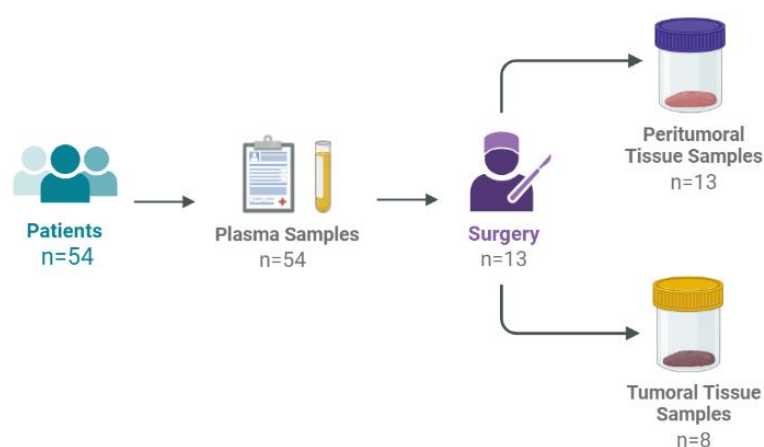 Patients
n=54
Plasma Samples
n=54
Surgery
n=13
Peritumoral
Tissue Samples
n=13
Tumoral Tissue
Samples
n=8